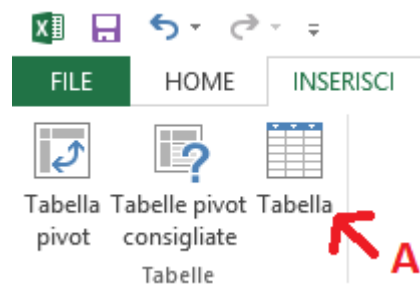 FILE HOME INSERISCI
Tabella Tabelle pivot Tabella
pivot consigliate
A
Tabelle